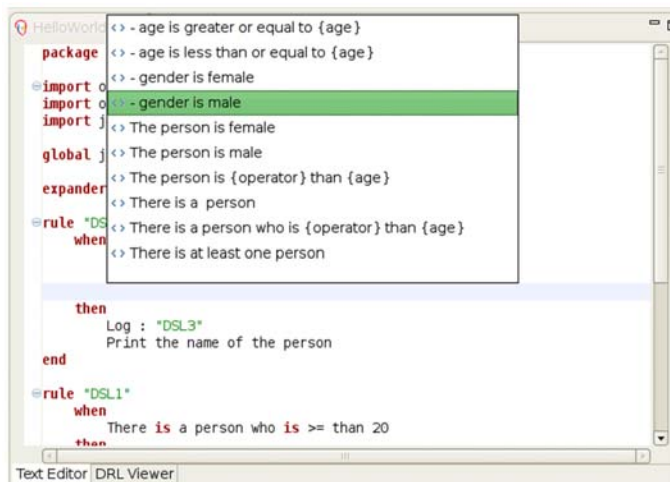 HelloWorld
<> - age is greater or equal to {age}
<> - age is less than or equal to {age}
<> - gender is female
<> - gender is male
<> The person is female
<> The person is male
<> The person is {operator} than {age}
<> There is a  person
<> There is a person who is {operator} than {age}
<> There is at least one person
package
import o
import o
import j
global j
expander
rule "DS
when
then
Log : "DSL3"
Print the name of the person
end
rule "DSL1"
when
There is a person who is >= than 20
then
Text Editor DRL Viewer